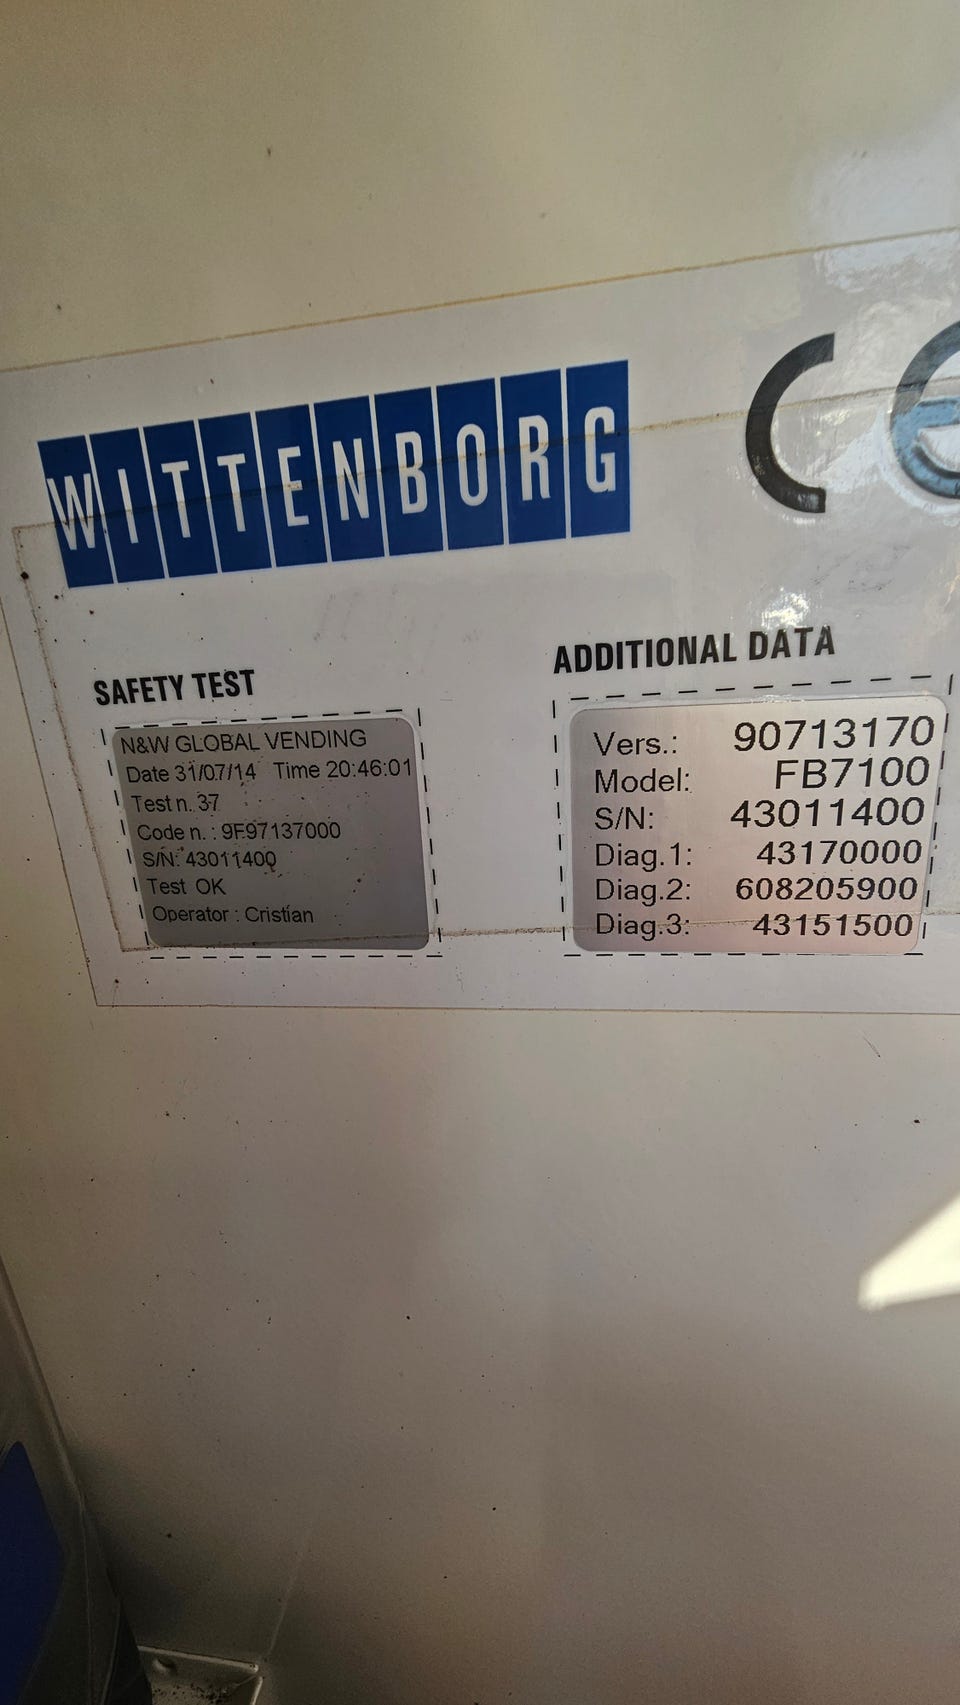 WITTENBORG
CE
SAFETY TEST
N&W GLOBAL VENDING
Date 31/07/14 Time 20:46:01
Test n. 37
Code n. : 9F97137000
S/N: 43011400
Test OK
Operator : Cristian
ADDITIONAL DATA
Vers.: 90713170
Model: FB7100
S/N: 43011400
Diag.1: 43170000
Diag.2: 608205900
Diag.3: 43151500